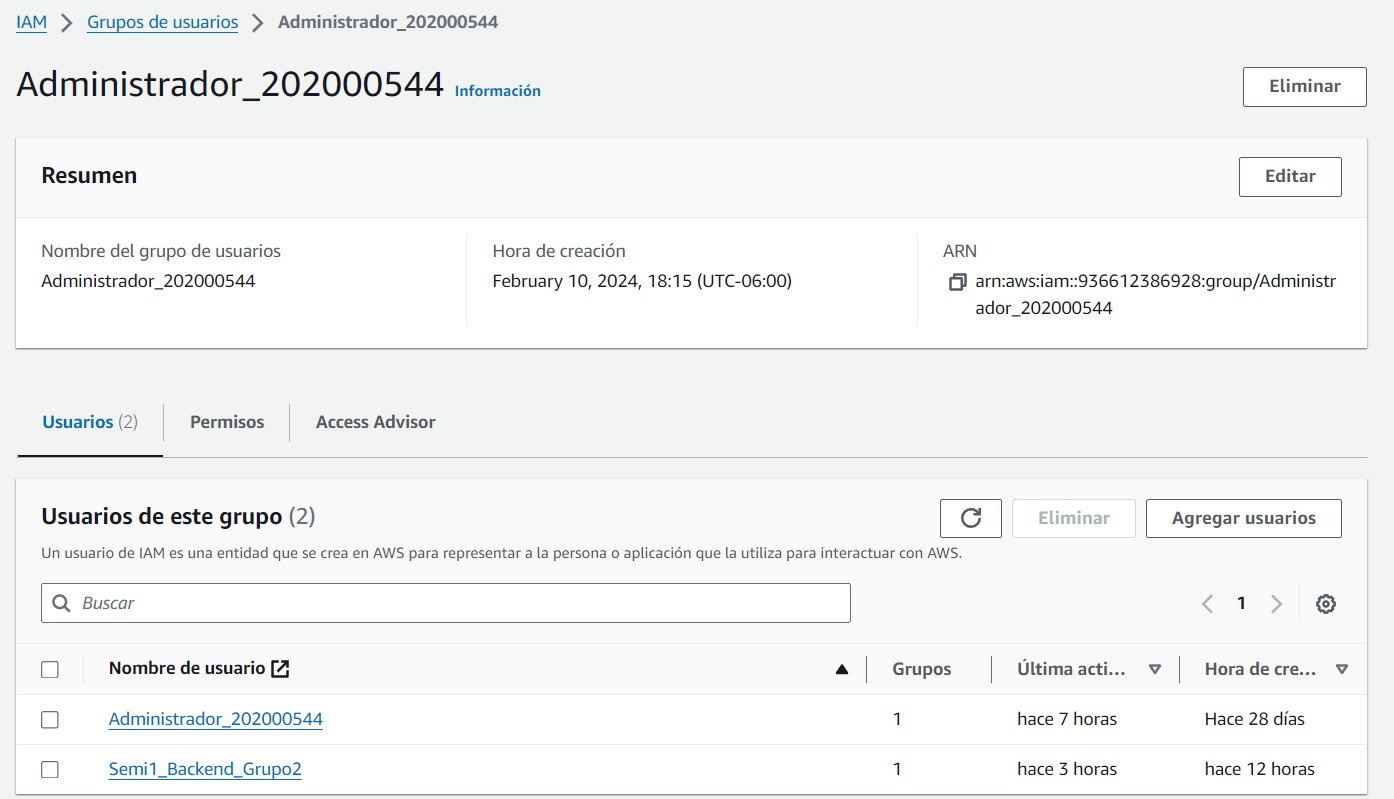 IAM > Grupos de usuarios > Administrador_202000544
Administrador_202000544 Información
Eliminar
Resumen
Editar
Nombre del grupo de usuarios
Administrador_202000544
Hora de creación
February 10, 2024, 18:15 (UTC-06:00)
ARN
arn:aws:iam::936612386928:group/Administr
ador_202000544
Usuarios (2) Permisos Access Advisor
Usuarios de este grupo (2)
Eliminar Agregar usuarios
Un usuario de IAM es una entidad que se crea en AWS para representar a la persona o aplicación que la utiliza para interactuar con AWS.
Buscar
1
Nombre de usuario Grupos Última acti... Hora de cre...
Administrador_202000544 1 hace 7 horas Hace 28 días
Semi1_Backend_Grupo2 1 hace 3 horas hace 12 horas